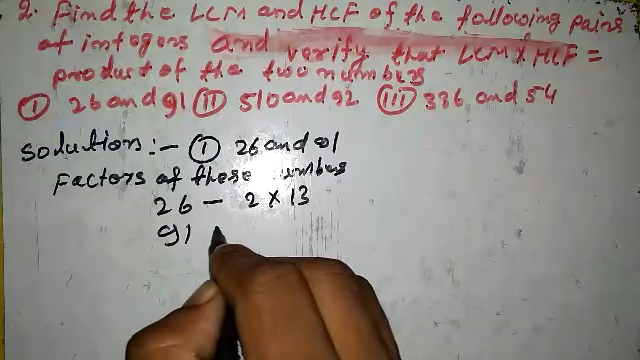 2. Find the LCM and HCF of the following pairs
of integers and verify that LCM X HCF =
product of the two numbers
I 26 and 91 II 510 and 92 III 336 and 54
Solution :- I 26 and 91
Factors of these numbers
26 - 2 X 13
91